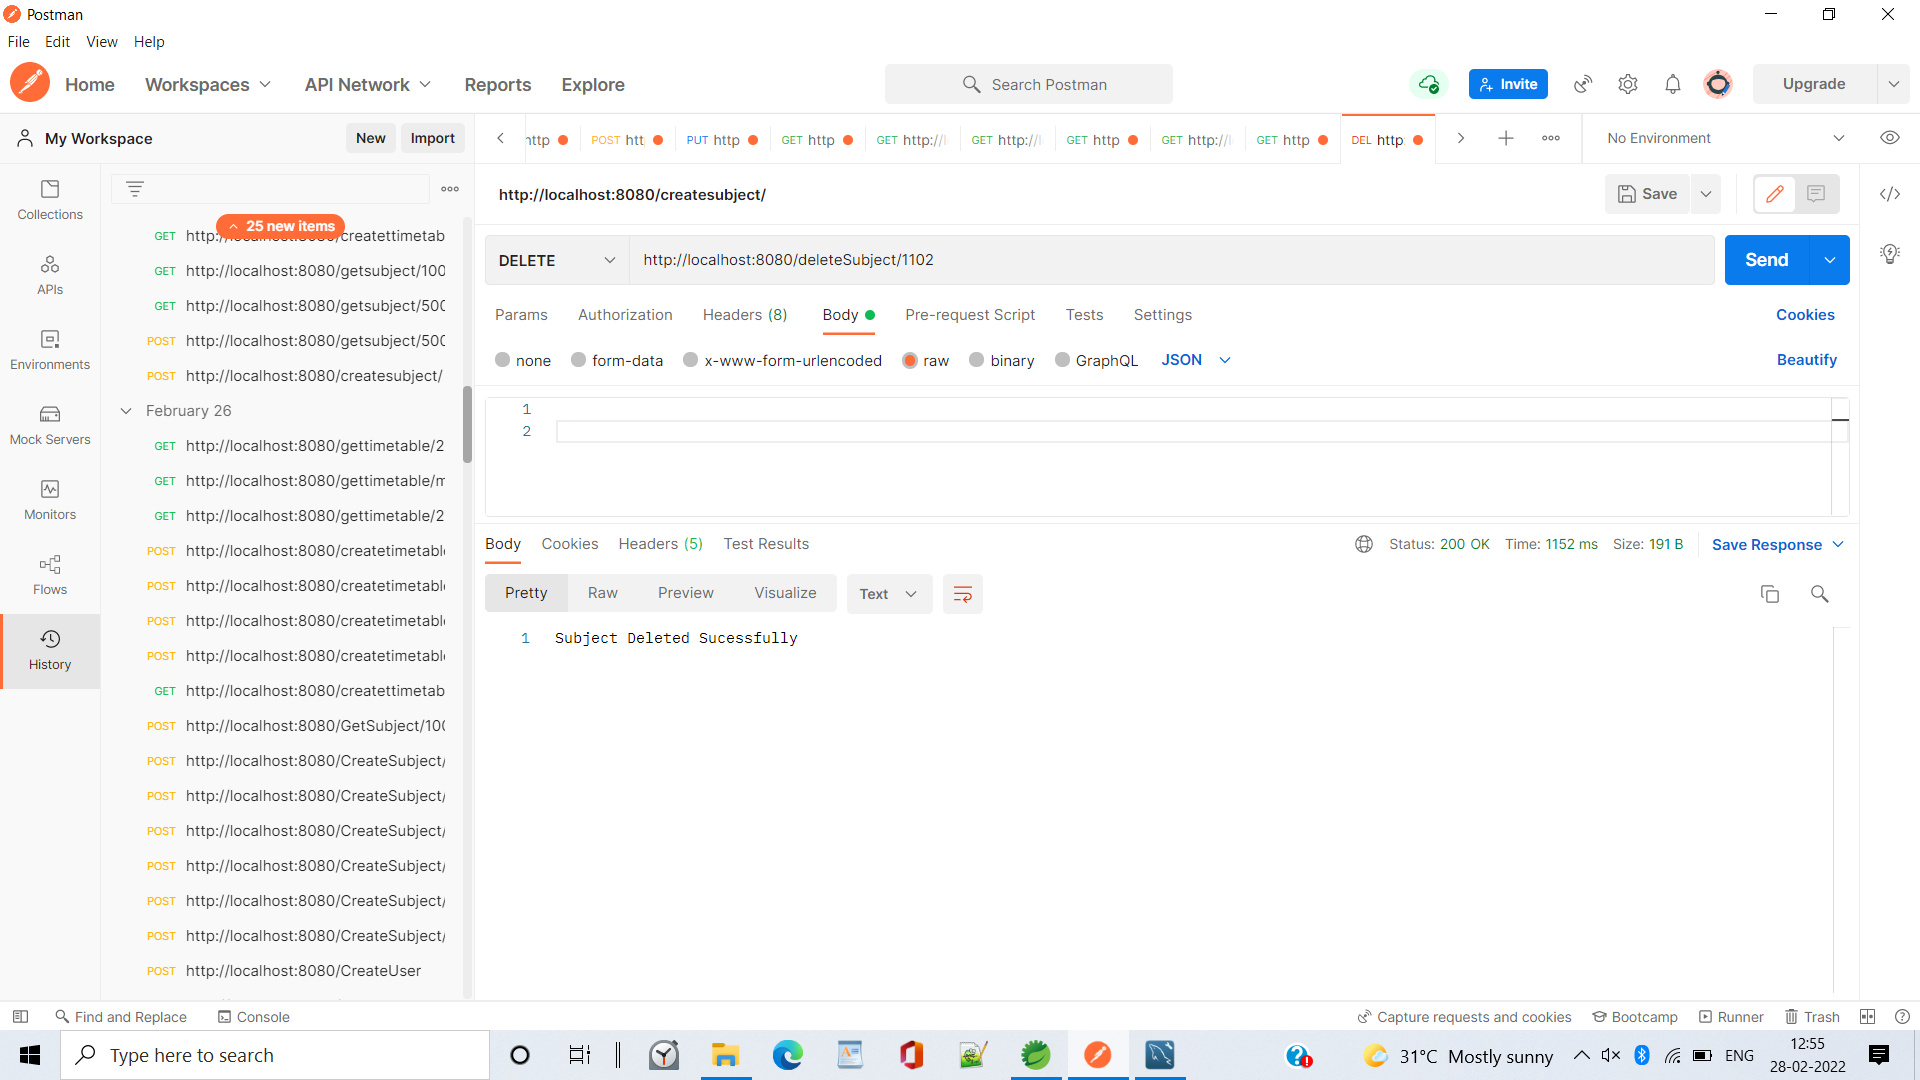 Postman
File Edit View Help
Home Workspaces API Network Reports Explore Search Postman Invite Upgrade
My Workspace New Import
http POST htt PUT http GET http GET http://l GET http://l GET http GET http://l GET http DEL http No Environment
Collections
APIs
Environments
Mock Servers
Monitors
Flows
History
25 new items
GET http://localhost:8080/createttimetab
GET http://localhost:8080/getsubject/100
GET http://localhost:8080/getsubject/500
POST http://localhost:8080/getsubject/500
POST http://localhost:8080/createsubject/
February 26
GET http://localhost:8080/gettimetable/2
GET http://localhost:8080/gettimetable/m
GET http://localhost:8080/gettimetable/2
POST http://localhost:8080/createtimetable
POST http://localhost:8080/createtimetable
POST http://localhost:8080/createtimetable
POST http://localhost:8080/createtimetable
GET http://localhost:8080/createttimetab
POST http://localhost:8080/GetSubject/100
POST http://localhost:8080/CreateSubject/
POST http://localhost:8080/CreateSubject/
POST http://localhost:8080/CreateSubject/
POST http://localhost:8080/CreateSubject/
POST http://localhost:8080/CreateSubject/
POST http://localhost:8080/CreateSubject/
POST http://localhost:8080/CreateUser
http://localhost:8080/createsubject/ Save
DELETE http://localhost:8080/deleteSubject/1102 Send
Params Authorization Headers (8) Body Pre-request Script Tests Settings Cookies
none form-data x-www-form-urlencoded raw binary GraphQL JSON Beautify
1
2
Body Cookies Headers (5) Test Results Status: 200 OK Time: 1152 ms Size: 191 B Save Response
Pretty Raw Preview Visualize Text
1 Subject Deleted Sucessfully
Find and Replace Console Capture requests and cookies Bootcamp Runner Trash
Type here to search 31°C Mostly sunny ENG 12:55
28-02-2022